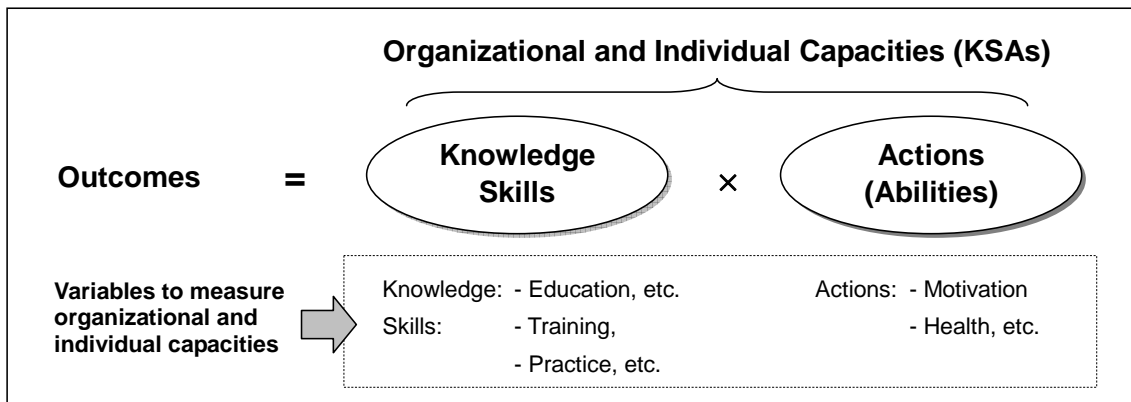 Organizational and Individual Capacities (KSAs)
Outcomes = Knowledge Skills × Actions (Abilities)
Variables to measure
organizational and
individual capacities
Knowledge: - Education, etc.
Skills: - Training,
- Practice, etc.
Actions: - Motivation
- Health, etc.